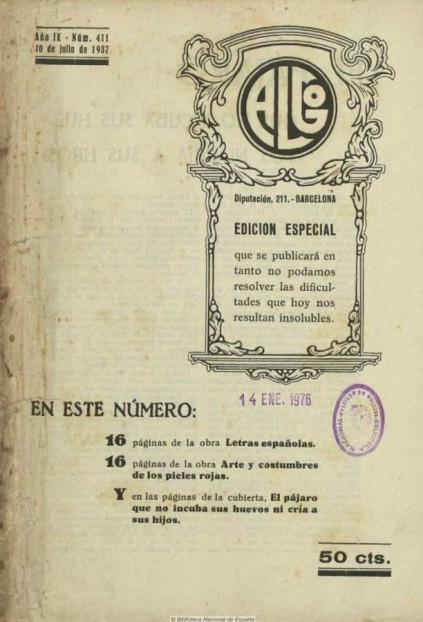 Año IX - Núm. 411
10 de julio de 1937
ALGO
Diputación, 211. - BARCELONA
EDICION ESPECIAL
que se publicará en
tanto no podamos
resolver las dificul-
tades que hoy nos
resultan insolubles.
14 ENE. 1976
EN ESTE NÚMERO:
16 páginas de la obra Letras españolas.
16 páginas de la obra Arte y costumbres
de los pieles rojas.
Y en las páginas de la cubierta, El pájaro
que no incuba sus huevos ni cría a
sus hijos.
50 cts.
© Biblioteca Nacional de España